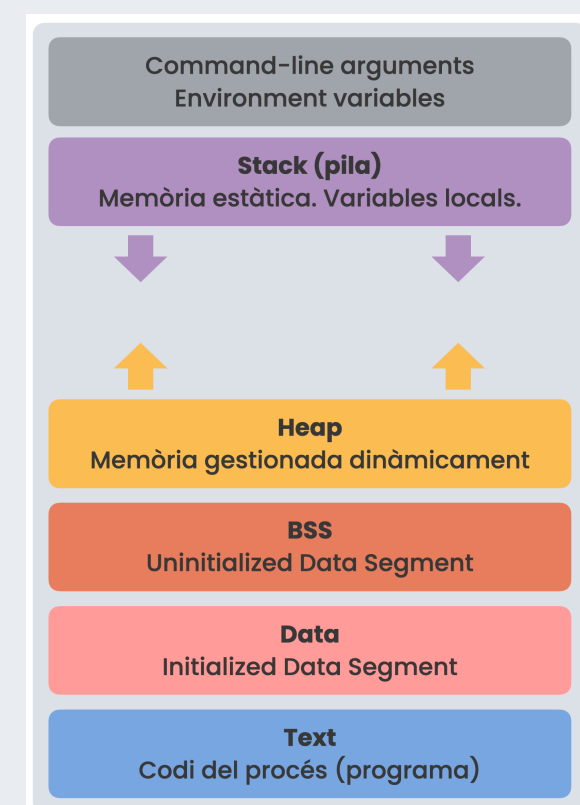 Command-line arguments
Environment variables
Stack (pila)
Memòria estàtica. Variables locals.
Heap
Memòria gestionada dinàmicament
BSS
Uninitialized Data Segment
Data
Initialized Data Segment
Text
Codi del procés (programa)